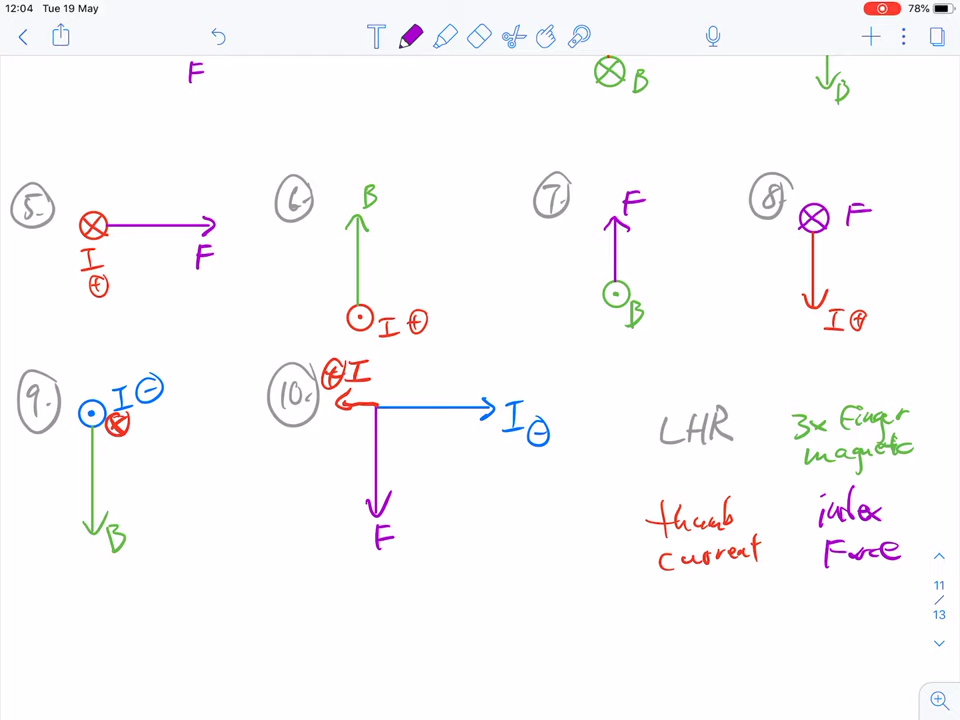 12:04 Tue 19 May
78%
T
F
B
B
5.
I
+
F
6.
B
I +
7.
F
B
8.
F
I +
9.
I -
B
10.
+ I
I -
F
LHR
3x Finger
magnetic
thumb
current
index
Force
11
/
13